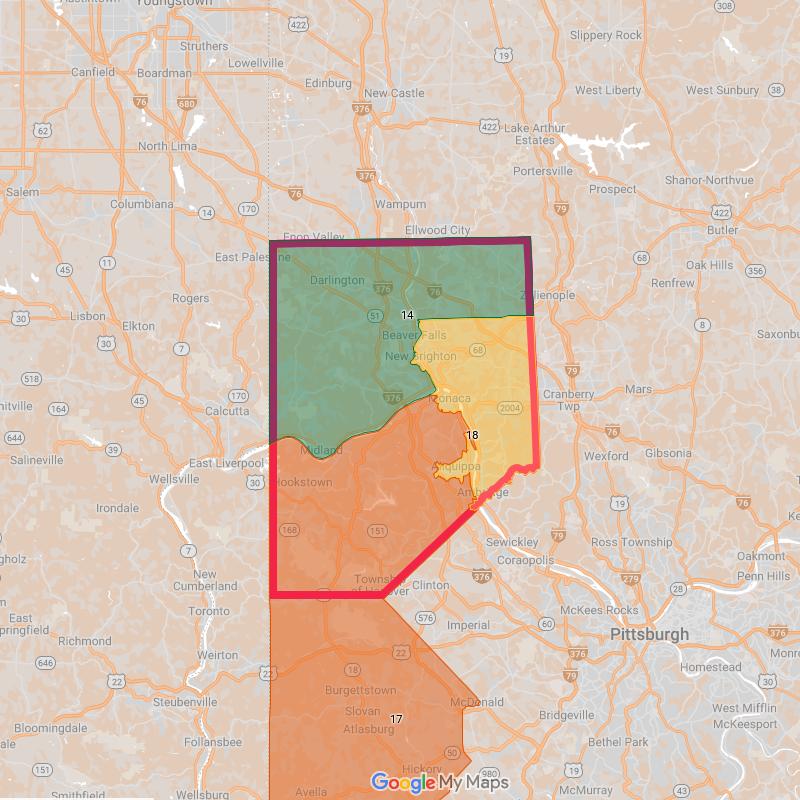 Youngstown
422
308
Struthers
Slippery Rock
Lowellville
19
Canfield
Boardman
Edinburg
76
680
New Castle
West Liberty
West Sunbury
38
376
62
422
Lake Arthur
Estates
North Lima
Portersville
376
Shanor-Northvue
Salem
76
Prospect
Columbiana
14
170
Wampum
79
422
Butler
Ellwood City
Enon Valley
11
East Palestine
68
Oak Hills
45
356
Darlington
376
76
Renfrew
Zelienople
Rogers
Lisbon
51
14
8
Elkton
Beaver Falls
Saxonbu
30
New Brighton
68
7
79
518
170
376
Monaca
Cranberry
Twp
Mars
nitville
164
45
Calcutta
2004
76
644
39
18
Salineville
Midland
Wexford
Gibsonia
East Liverpool
Aliquippa
Wellsville
30
Hookstown
Ambridge
19
Irondale
76
168
151
79
Sewickley
Ross Township
7
Coraopolis
Oakmont
gholz
New
Cumberland
376
279
Penn Hills
Township
of Hanover
Clinton
28
Toronto
McKees Rocks
East
Springfield
576
Imperial
60
Pittsburgh
376
Richmond
22
646
Weirton
22
18
376
Homestead
22
79
30
Steubenville
Burgettstown
McDonald
West Mifflin
Slovan
17
Bridgeville
McKeesport
Bloomingdale
Atlasburg
Follansbee
Bethel Park
50
151
Hickory
Google My Maps
980
19
Smithfield
Wellsburg
Avella
McMurray
43